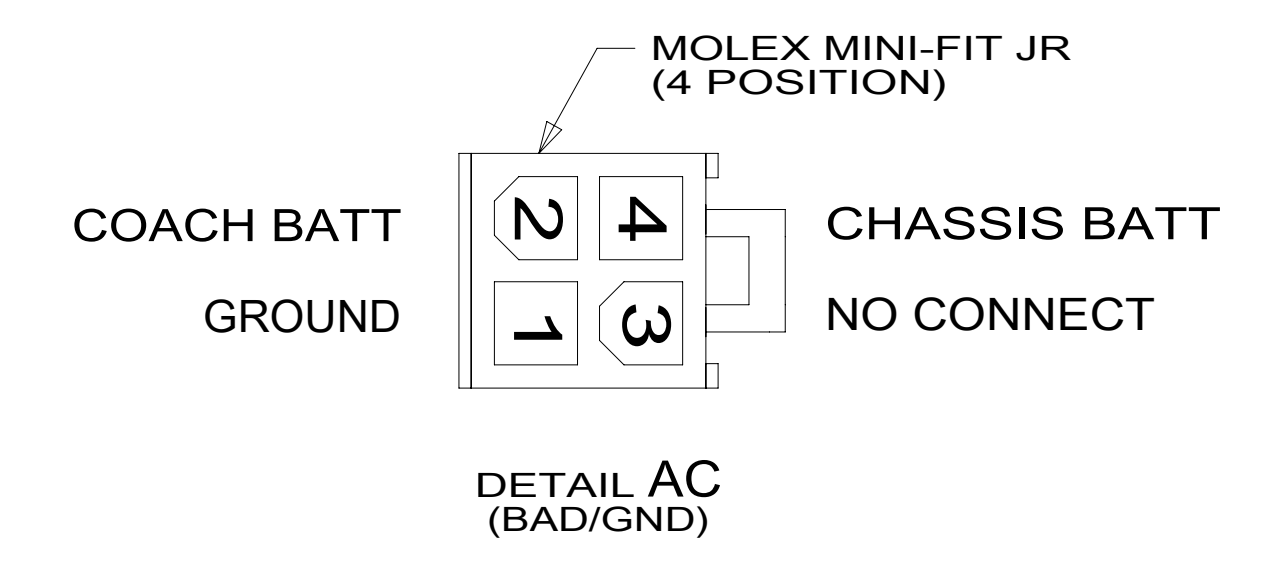 MOLEX MINI-FIT JR
(4 POSITION)
COACH BATT
2
4
CHASSIS BATT
GROUND
1
3
NO CONNECT
DETAIL AC
(BAD/GND)